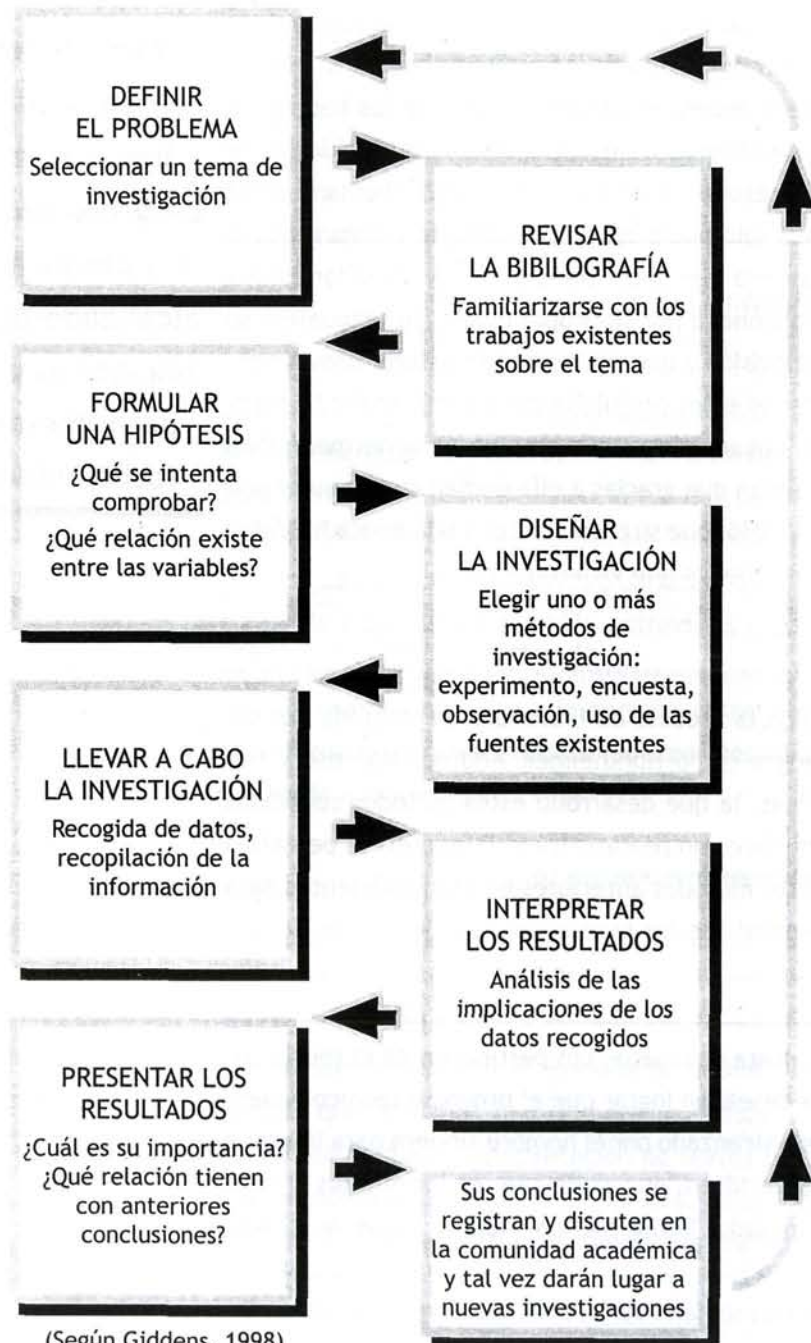 DEFINIR
EL PROBLEMA
Seleccionar un tema de
investigación
REVISAR
LA BIBILOGRAFÍA
Familiarizarse con los
trabajos existentes
sobre el tema
FORMULAR
UNA HIPÓTESIS
¿Qué se intenta
comprobar?
¿Qué relación existe
entre las variables?
DISEÑAR
LA INVESTIGACIÓN
Elegir uno o más
métodos de
investigación:
experimento, encuesta,
observación, uso de las
fuentes existentes
LLEVAR A CABO
LA INVESTIGACIÓN
Recogida de datos,
recopilación de la
información
INTERPRETAR
LOS RESULTADOS
Análisis de las
implicaciones de los
datos recogidos
PRESENTAR LOS
RESULTADOS
¿Cuál es su importancia?
¿Qué relación tienen
con anteriores
conclusiones?
Sus conclusiones se
registran y discuten en
la comunidad académica
y tal vez darán lugar a
nuevas investigaciones
(Según Giddens, 1998)